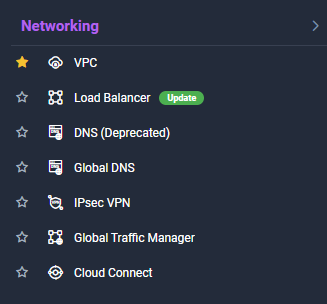 Networking
VPC
Load Balancer Update
DNS (Deprecated)
Global DNS
IPsec VPN
Global Traffic Manager
Cloud Connect